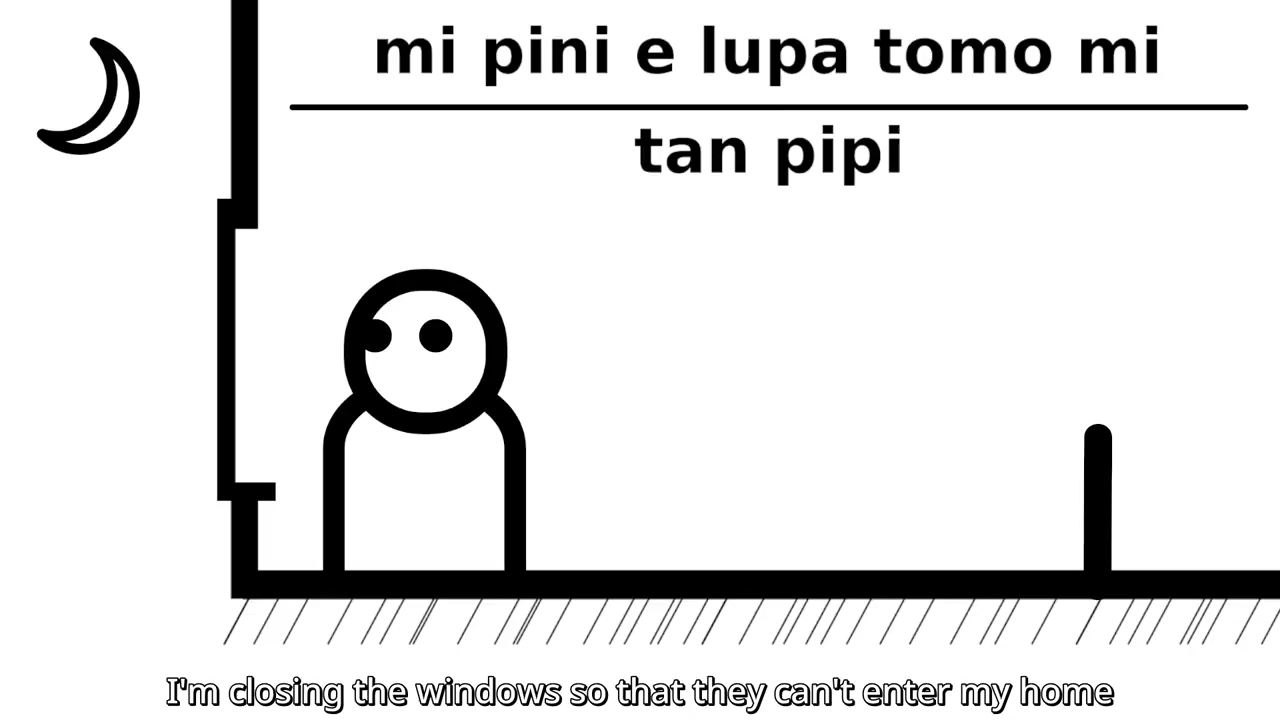 mi pini e lupa tomo mi
tan pipi
I'm closing the windows so that they can't enter my home